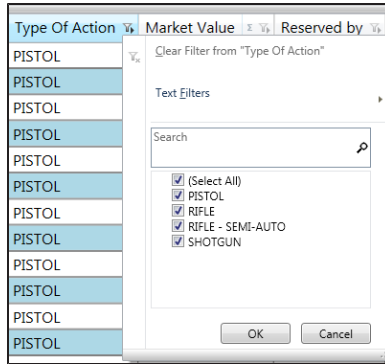 Type Of Action Market Value Σ Reserved by
PISTOL
PISTOL
PISTOL
PISTOL
PISTOL
PISTOL
PISTOL
PISTOL
PISTOL
PISTOL
PISTOL
PISTOL
Clear Filter from "Type Of Action"
Text Filters
Search
(Select All)
PISTOL
RIFLE
RIFLE - SEMI-AUTO
SHOTGUN
OK Cancel